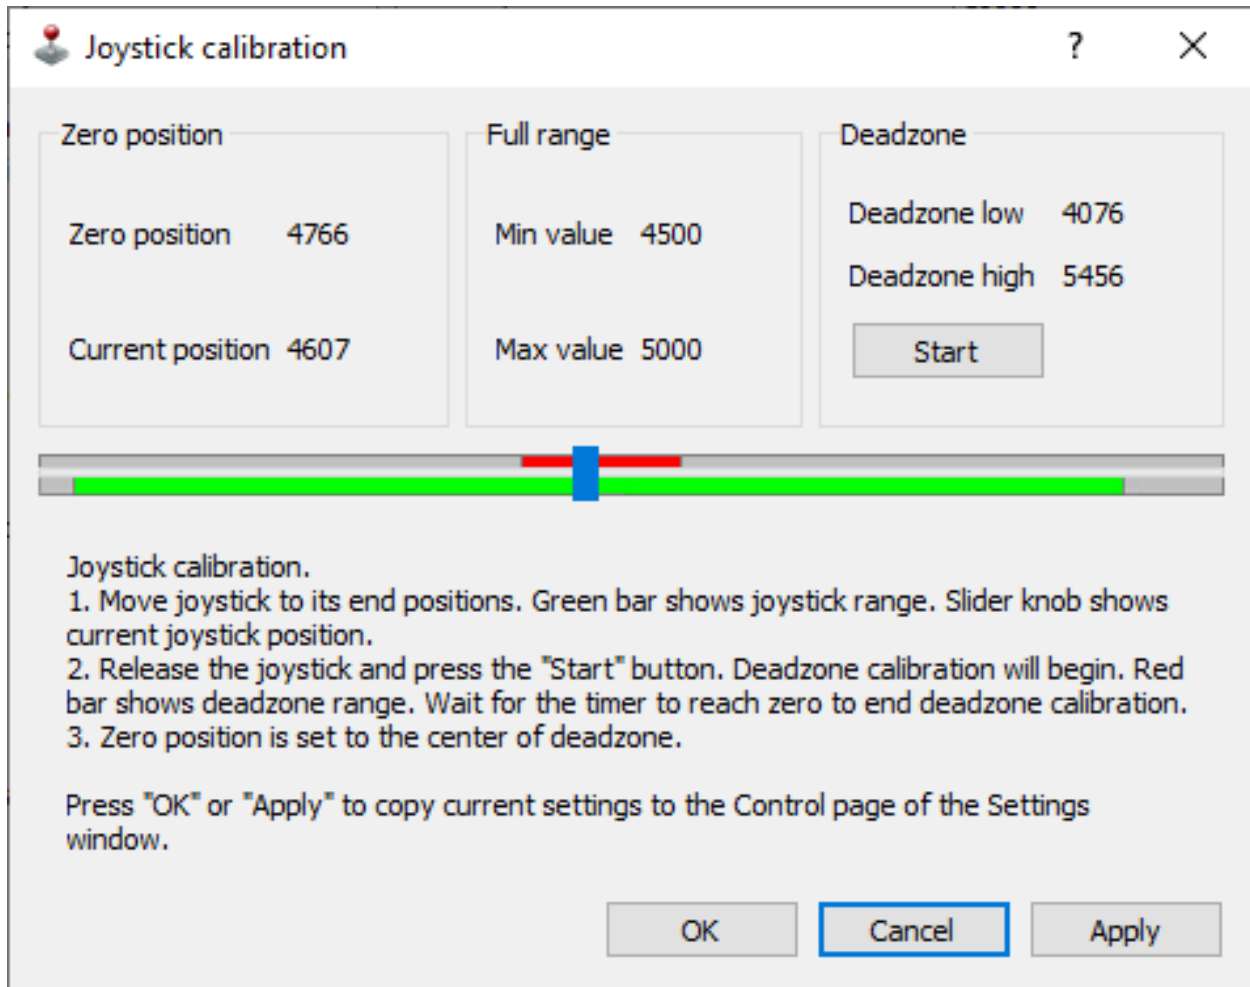 Joystick calibration
?
Zero position
Full range
Deadzone
Zero position 4766
Min value 4500
Deadzone low 4076
Deadzone high 5456
Current position 4607
Max value 5000
Start
Joystick calibration.
1. Move joystick to its end positions. Green bar shows joystick range. Slider knob shows
current joystick position.
2. Release the joystick and press the "Start" button. Deadzone calibration will begin. Red
bar shows deadzone range. Wait for the timer to reach zero to end deadzone calibration.
3. Zero position is set to the center of deadzone.
Press "OK" or "Apply" to copy current settings to the Control page of the Settings
window.
OK
Cancel
Apply